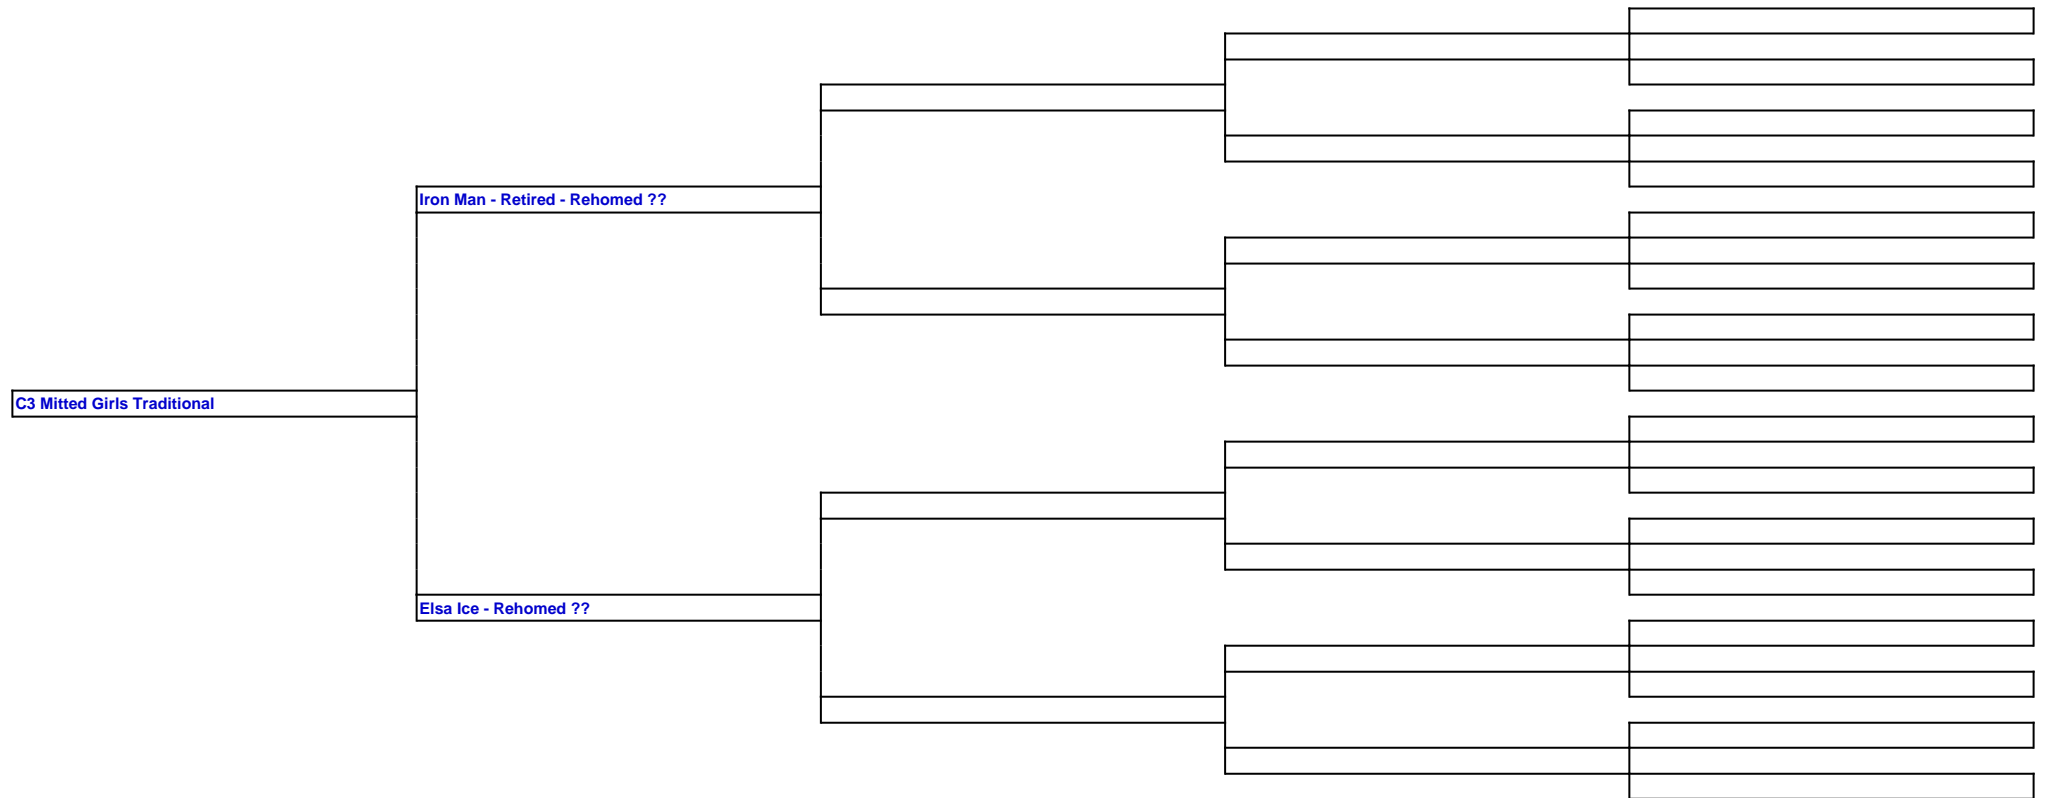 Iron Man - Retired - Rehomed ??
C3 Mitted Girls Traditional
Elsa Ice - Rehomed ??